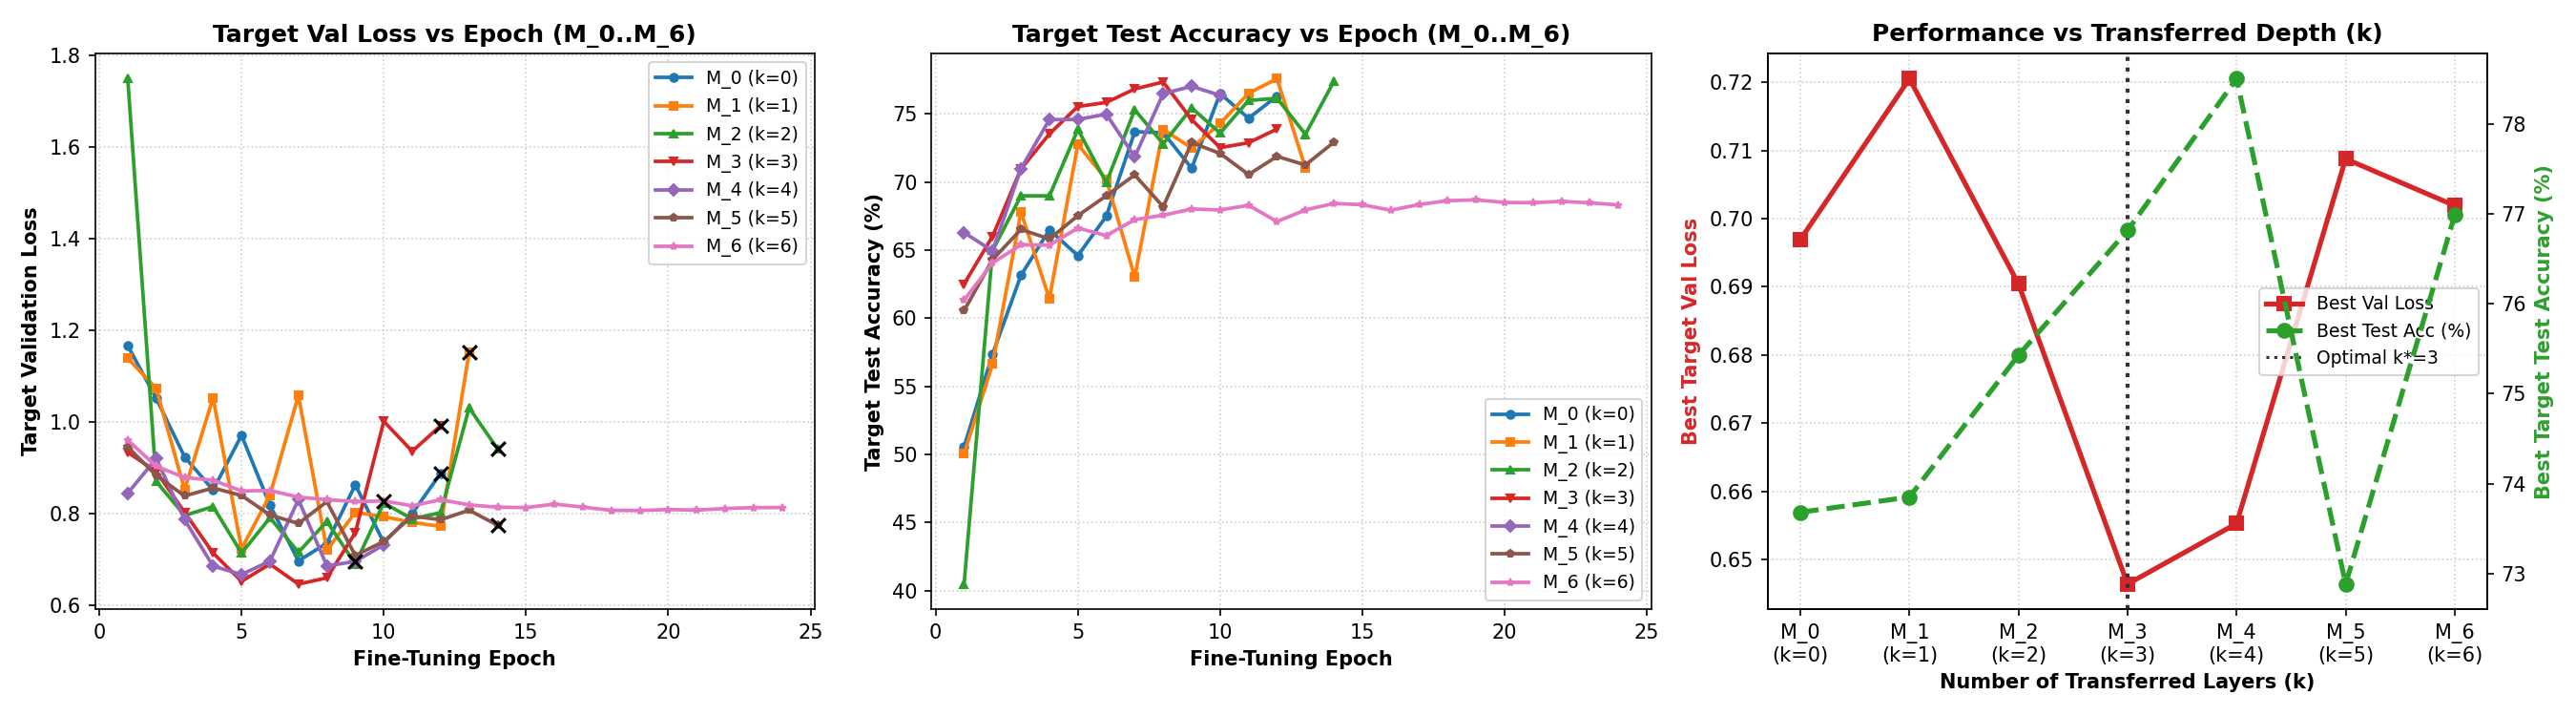 Target Val Loss vs Epoch (M_0..M_6)
Target Validation Loss
1.8
1.6
1.4
1.2
1.0
0.8
0.6
0
5
10
15
20
25
Fine-Tuning Epoch
M_0 (k=0)
M_1 (k=1)
M_2 (k=2)
M_3 (k=3)
M_4 (k=4)
M_5 (k=5)
M_6 (k=6)
Target Test Accuracy vs Epoch (M_0..M_6)
Target Test Accuracy (%)
75
70
65
60
55
50
45
40
0
5
10
15
20
25
Fine-Tuning Epoch
M_0 (k=0)
M_1 (k=1)
M_2 (k=2)
M_3 (k=3)
M_4 (k=4)
M_5 (k=5)
M_6 (k=6)
Performance vs Transferred Depth (k)
Best Target Val Loss
0.72
0.71
0.70
0.69
0.68
0.67
0.66
0.65
Best Val Loss
Best Test Acc (%)
Optimal k*=3
78
77
76
75
74
73
Best Target Test Accuracy (%)
M_0 M_1 M_2 M_3 M_4 M_5 M_6
(k=0) (k=1) (k=2) (k=3) (k=4) (k=5) (k=6)
Number of Transferred Layers (k)